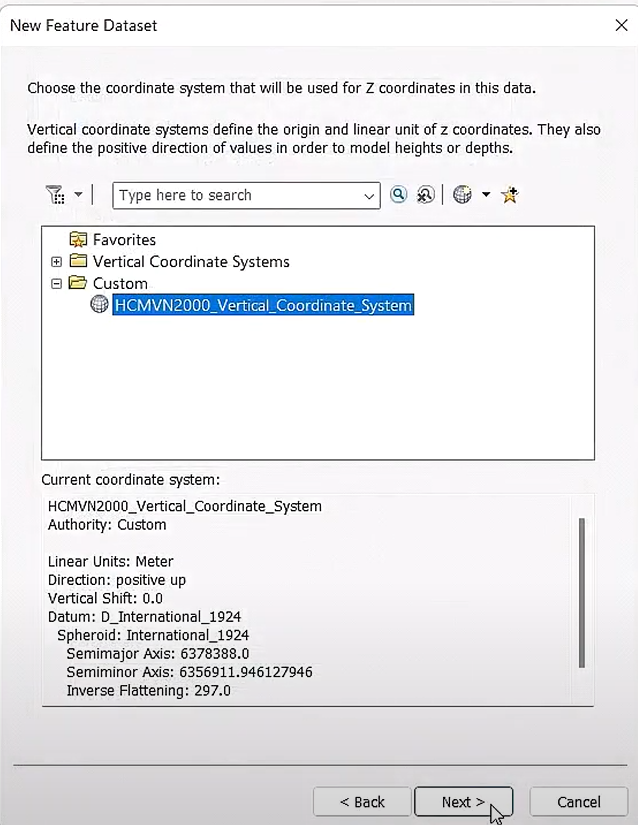 New Feature Dataset
Choose the coordinate system that will be used for Z coordinates in this data.
Vertical coordinate systems define the origin and linear unit of z coordinates. They also
define the positive direction of values in order to model heights or depths.
Type here to search
Favorites
Vertical Coordinate Systems
Custom
HCMVN2000_Vertical_Coordinate_System
Current coordinate system:
HCMVN2000_Vertical_Coordinate_System
Authority: Custom
Linear Units: Meter
Direction: positive up
Vertical Shift: 0.0
Datum: D_International_1924
Spheroid: International_1924
Semimajor Axis: 6378388.0
Semiminor Axis: 6356911.946127946
Inverse Flattening: 297.0
< Back
Next >
Cancel